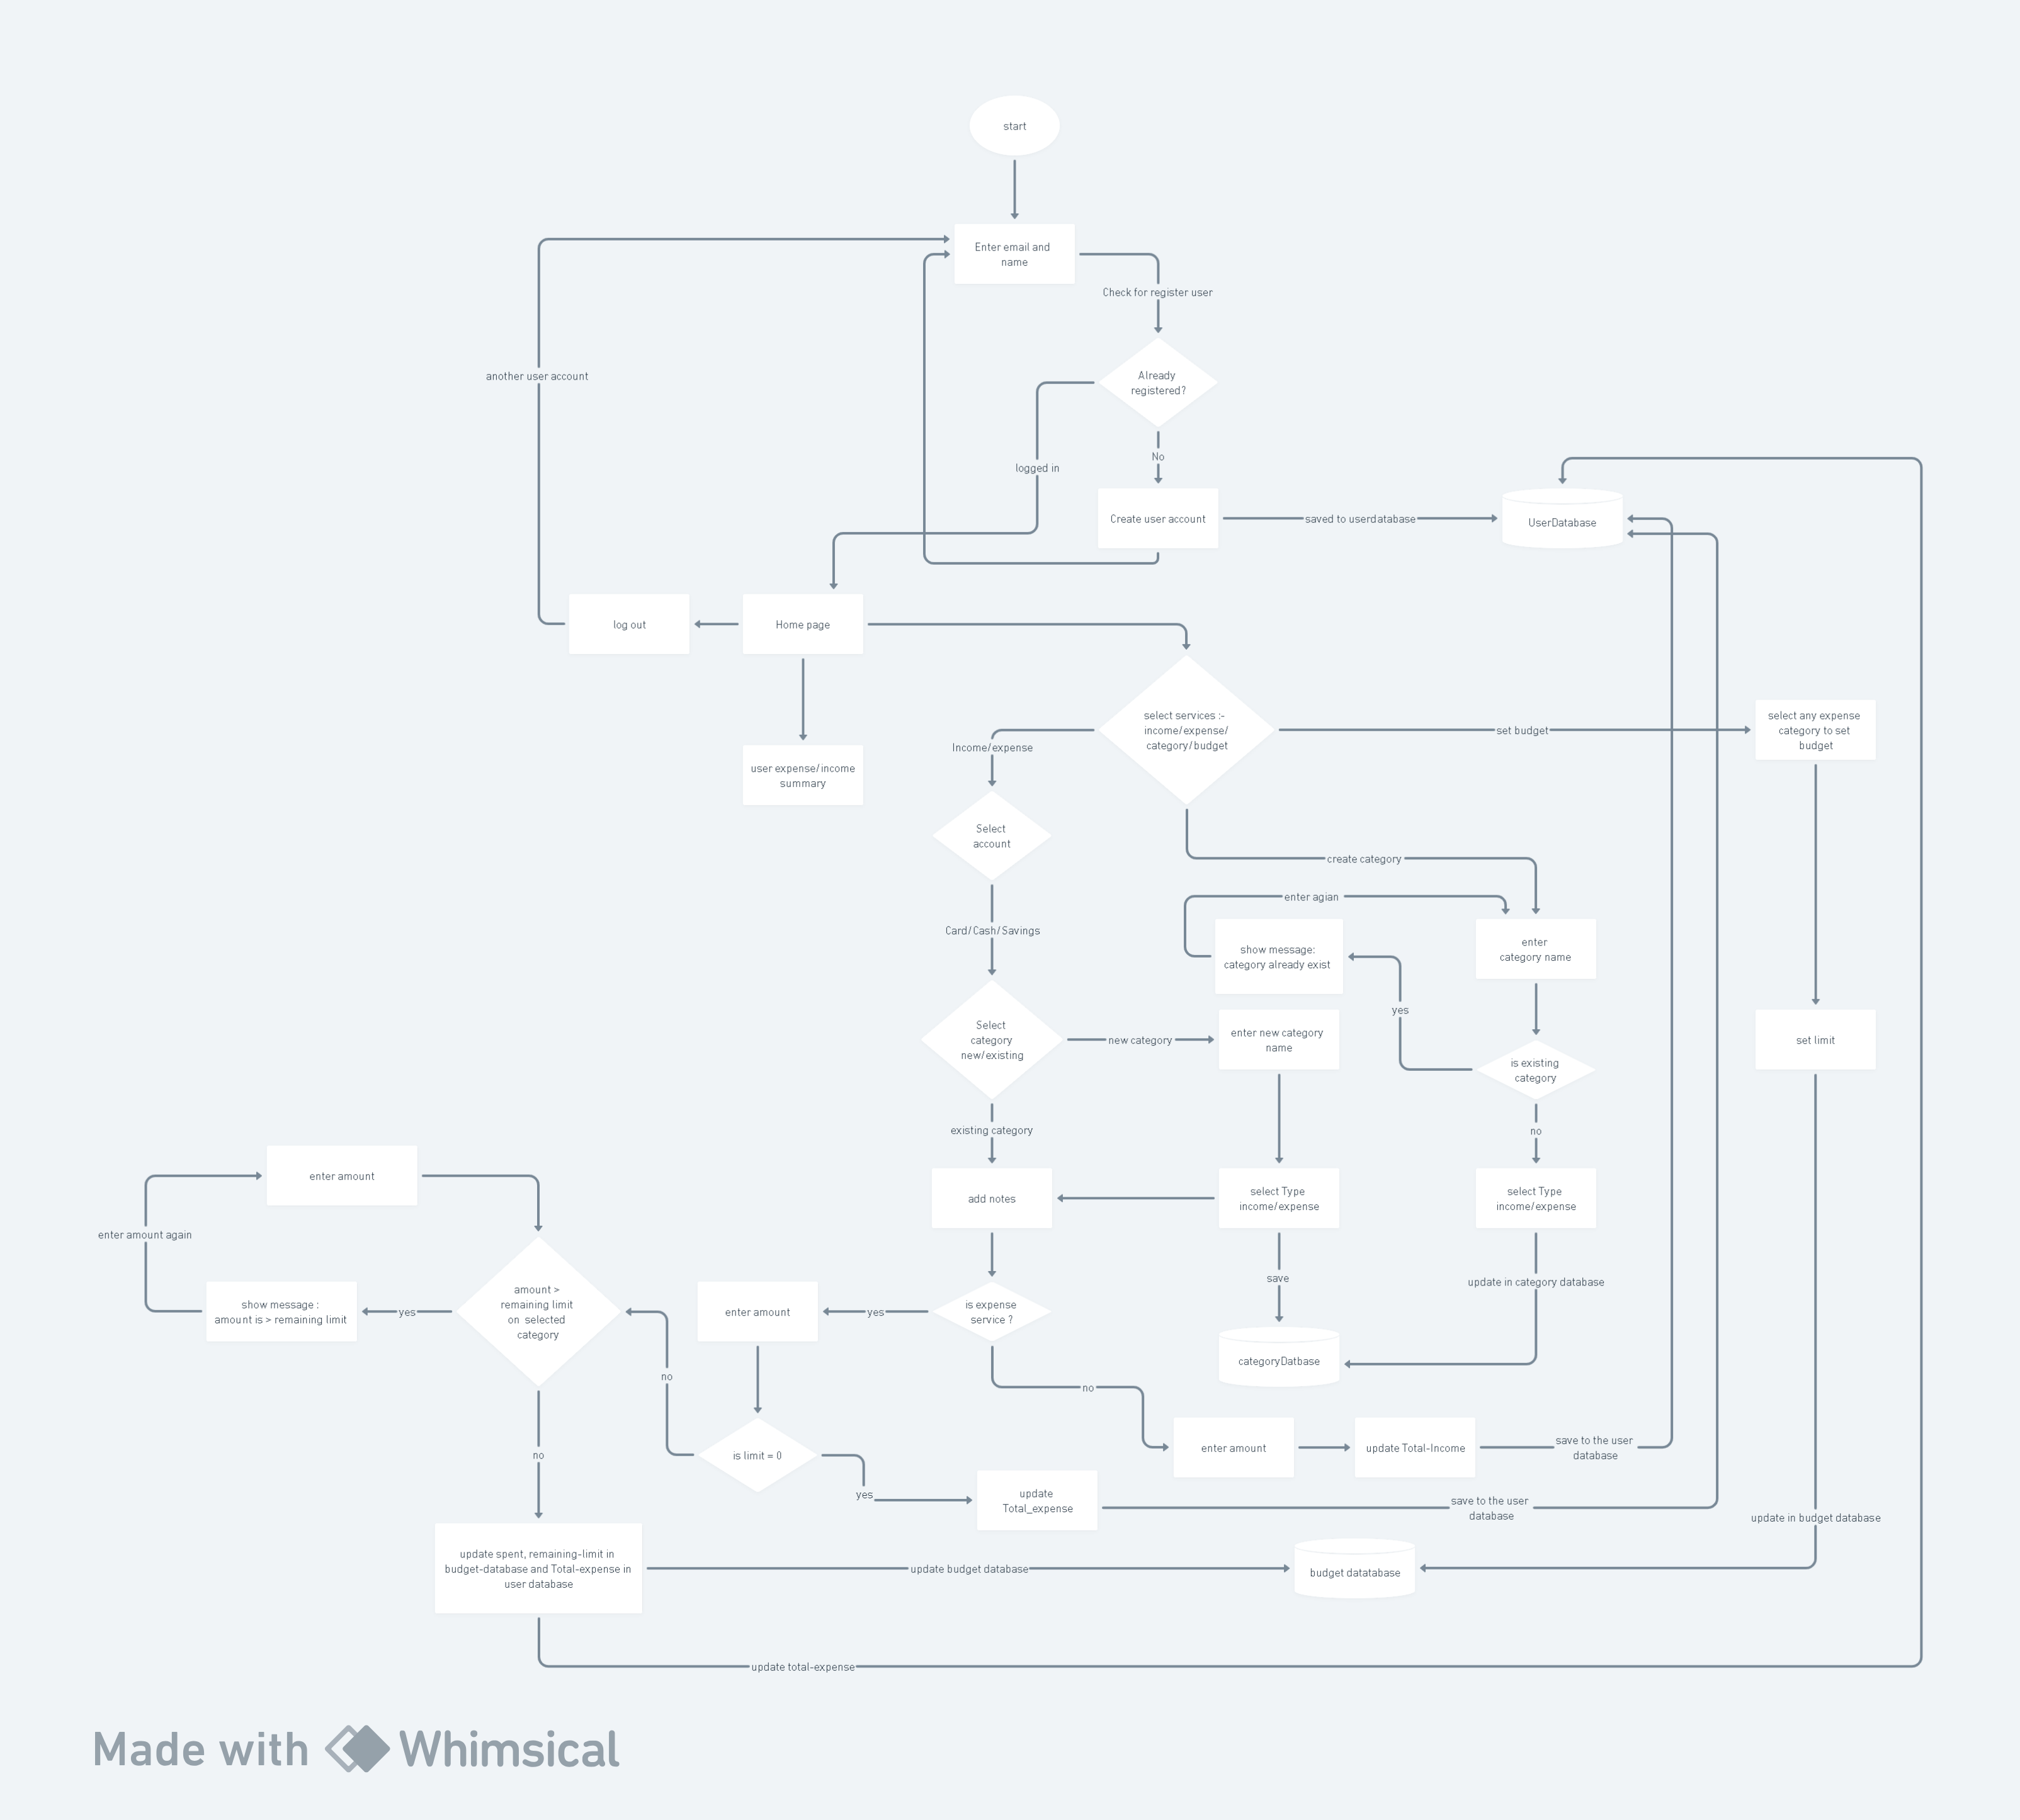 start
Enter email and
name
Check for register user
another user account
Already
registered?
logged in
No
Create user account
saved to userdatabase
UserDatabase
log out
Home page
select services :-
income/expense/
category/budget
set budget
select any expense
category to set
budget
Income/expense
user expense/income
summary
Select
account
create category
enter agian
Card/Cash/Savings
show message:
category already exist
enter
category name
yes
Select
category
new/existing
new category
enter new category
name
set limit
is existing
category
existing category
no
enter amount
add notes
select Type
income/expense
select Type
income/expense
enter amount again
save
update in category database
show message :
amount is > remaining limit
yes
amount >
remaining limit
on selected
category
enter amount
yes
is expense
service ?
categoryDatbase
no
no
enter amount
update Total-Income
save to the user
database
no
is limit = 0
yes
update
Total_expense
save to the user
database
update in budget database
update spent, remaining-limit in
budget-database and Total-expense in
user database
update budget database
budget datatabase
update total-expense
Made with Whimsical